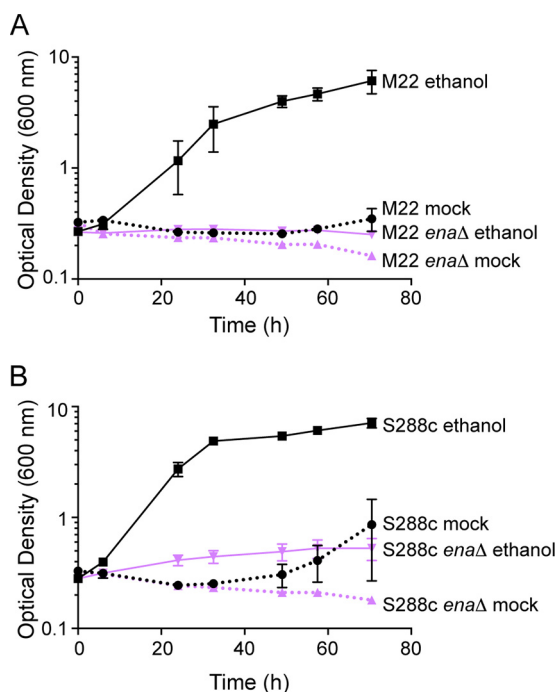 A
Optical Density (600 nm)
10
1
0.1
0
20
40
60
80
Time (h)
M22 ethanol
M22 mock
M22 enaΔ ethanol
M22 enaΔ mock
B
Optical Density (600 nm)
10
1
0.1
0
20
40
60
80
Time (h)
S288c ethanol
S288c mock
S288c enaΔ ethanol
S288c enaΔ mock